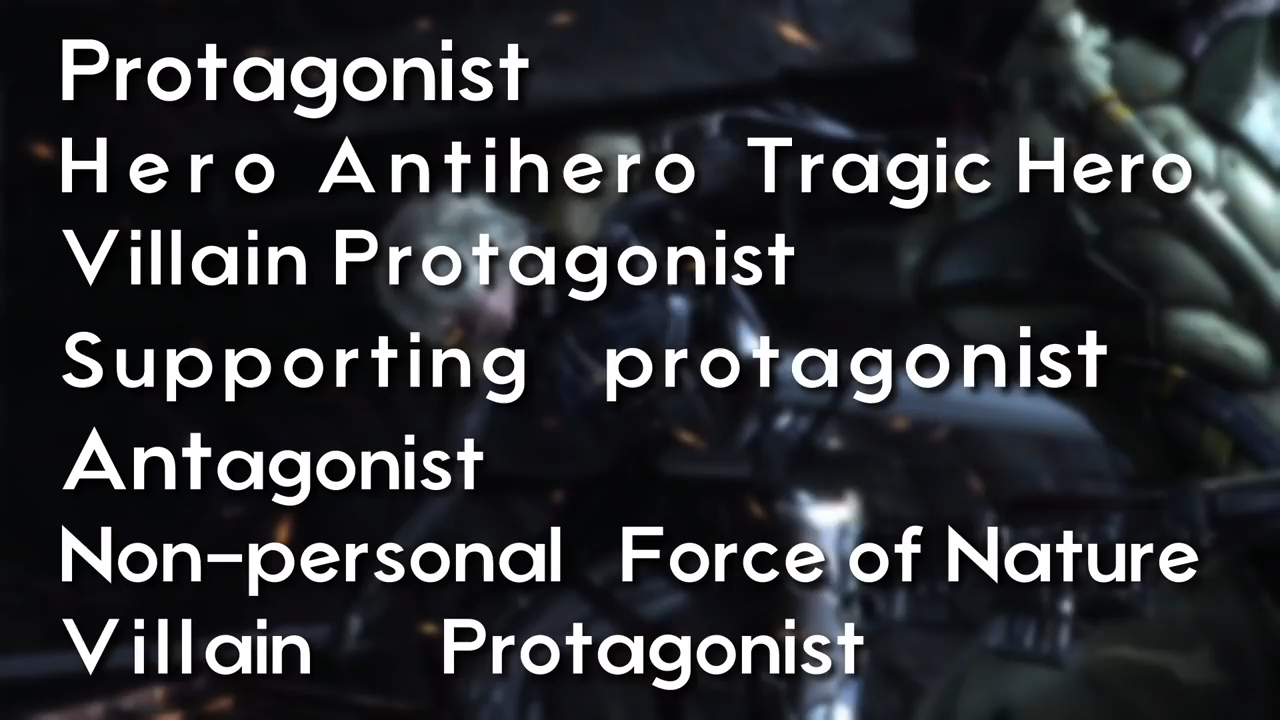 Protagonist
Hero Antihero Tragic Hero
Villain Protagonist
Supporting protagonist
Antagonist
Non-personal Force of Nature
Villain Protagonist